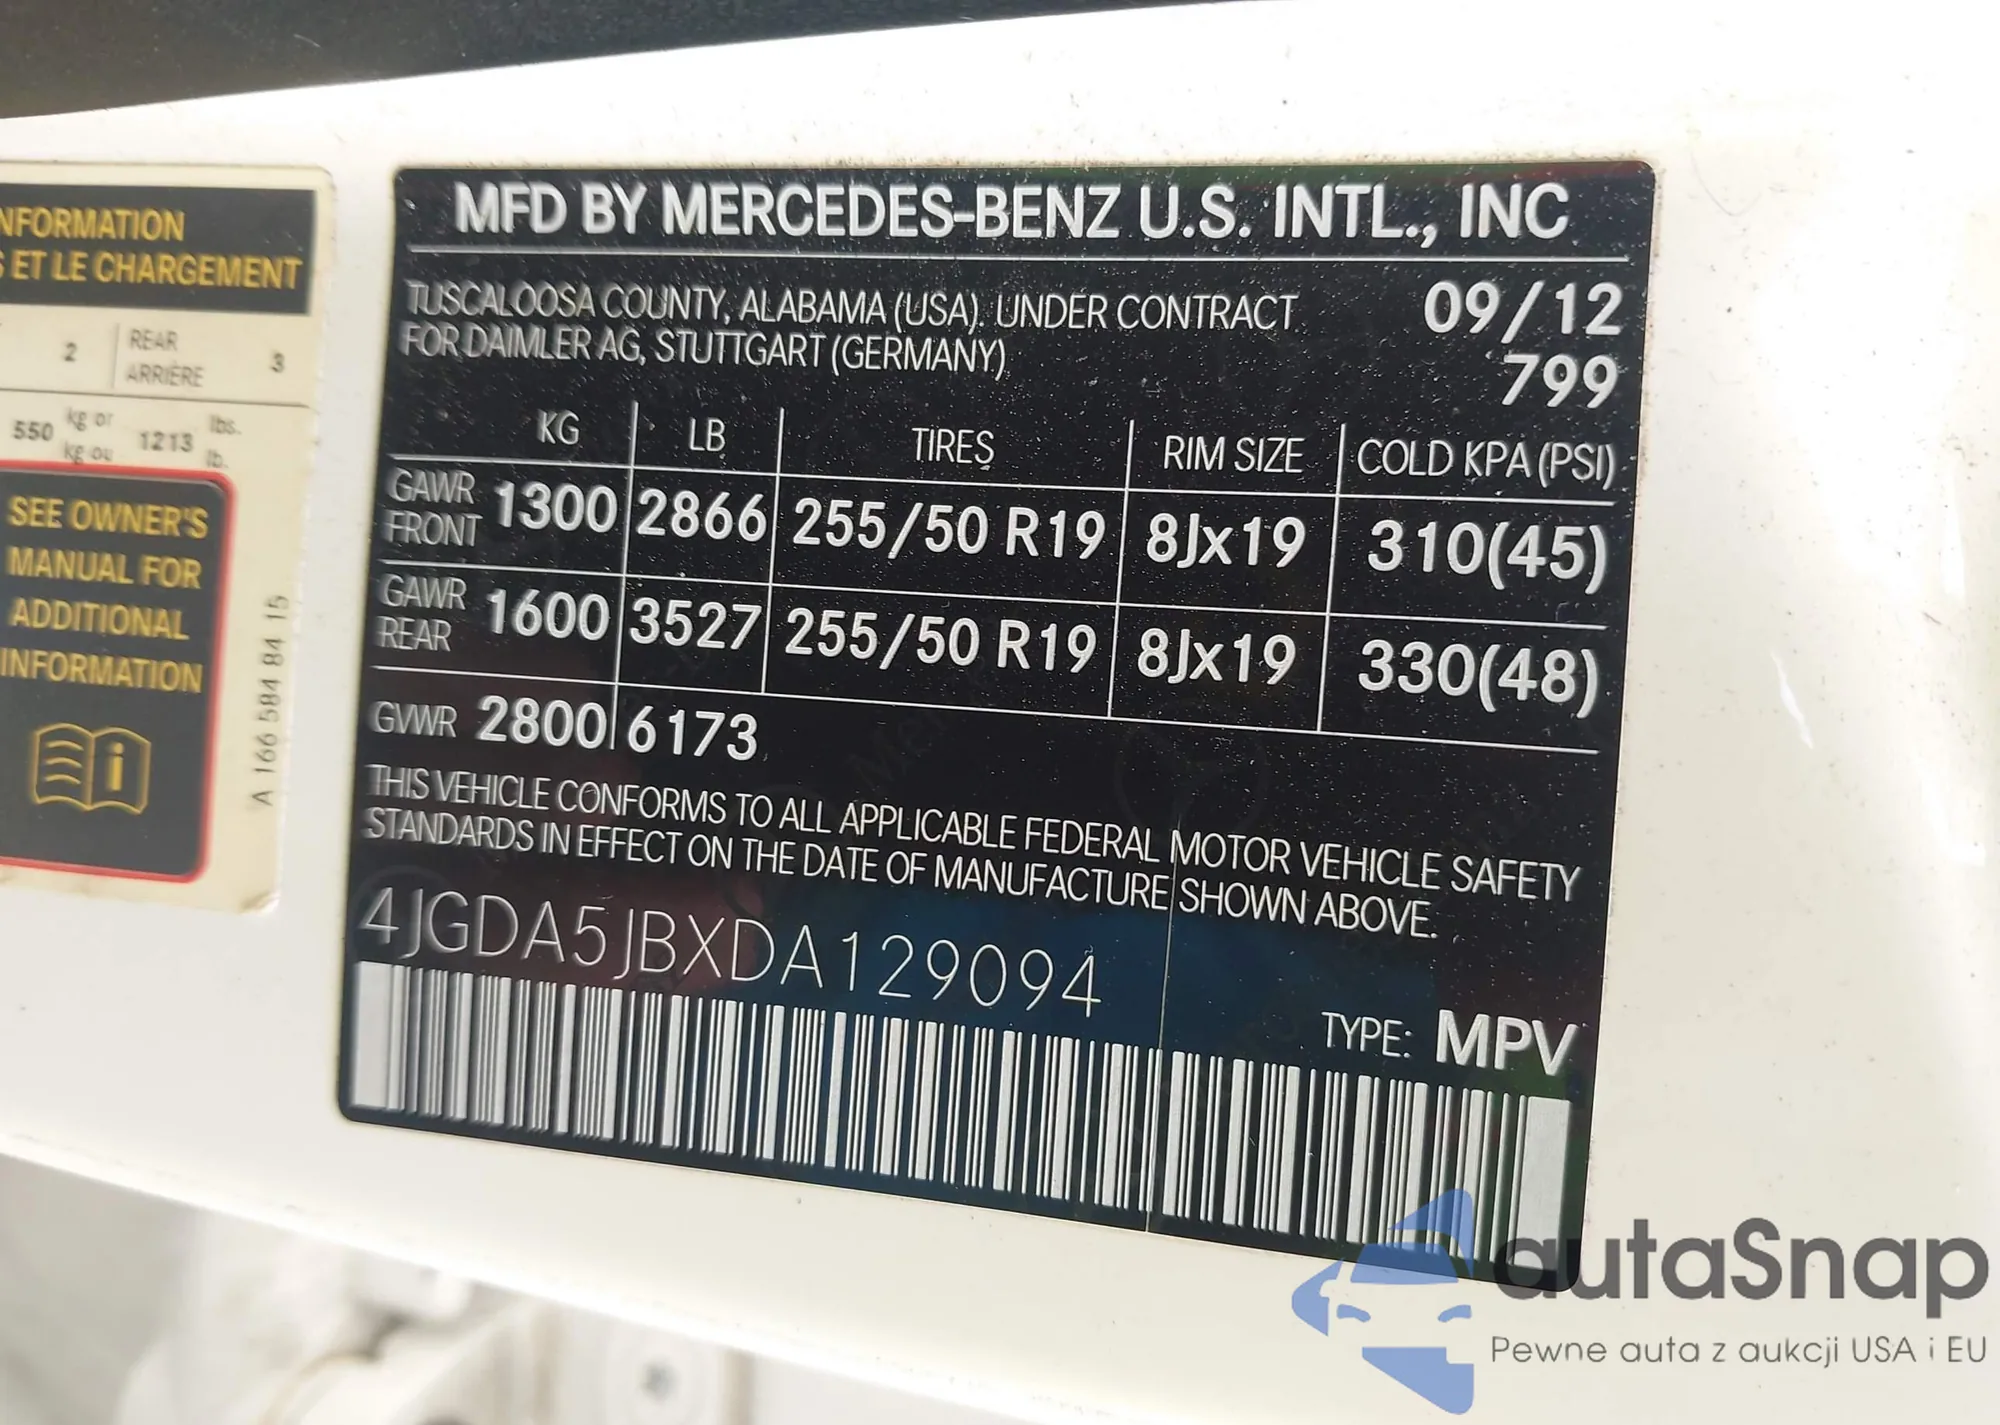 NFORMATION
ET LE CHARGEMENT
2 REAR 3
ARRIÈRE
550 kg or 1213 lbs.
kg ou lb.
SEE OWNER'S
MANUAL FOR
ADDITIONAL
INFORMATION
i
A 166 584 84 15
MFD BY MERCEDES-BENZ U.S. INTL., INC
TUSCALOOSA COUNTY, ALABAMA (USA). UNDER CONTRACT 09/12
FOR DAIMLER AG, STUTTGART (GERMANY) 799
KG LB TIRES RIM SIZE COLD KPA (PSI)
GAWR FRONT 1300 2866 255/50 R19 8Jx19 310(45)
GAWR REAR 1600 3527 255/50 R19 8Jx19 330(48)
GVWR 2800 6173
THIS VEHICLE CONFORMS TO ALL APPLICABLE FEDERAL MOTOR VEHICLE SAFETY
STANDARDS IN EFFECT ON THE DATE OF MANUFACTURE SHOWN ABOVE.
4JGDA5JBXDA129094
TYPE: MPV
autaSnap
Pewne auta z aukcji USA i EU